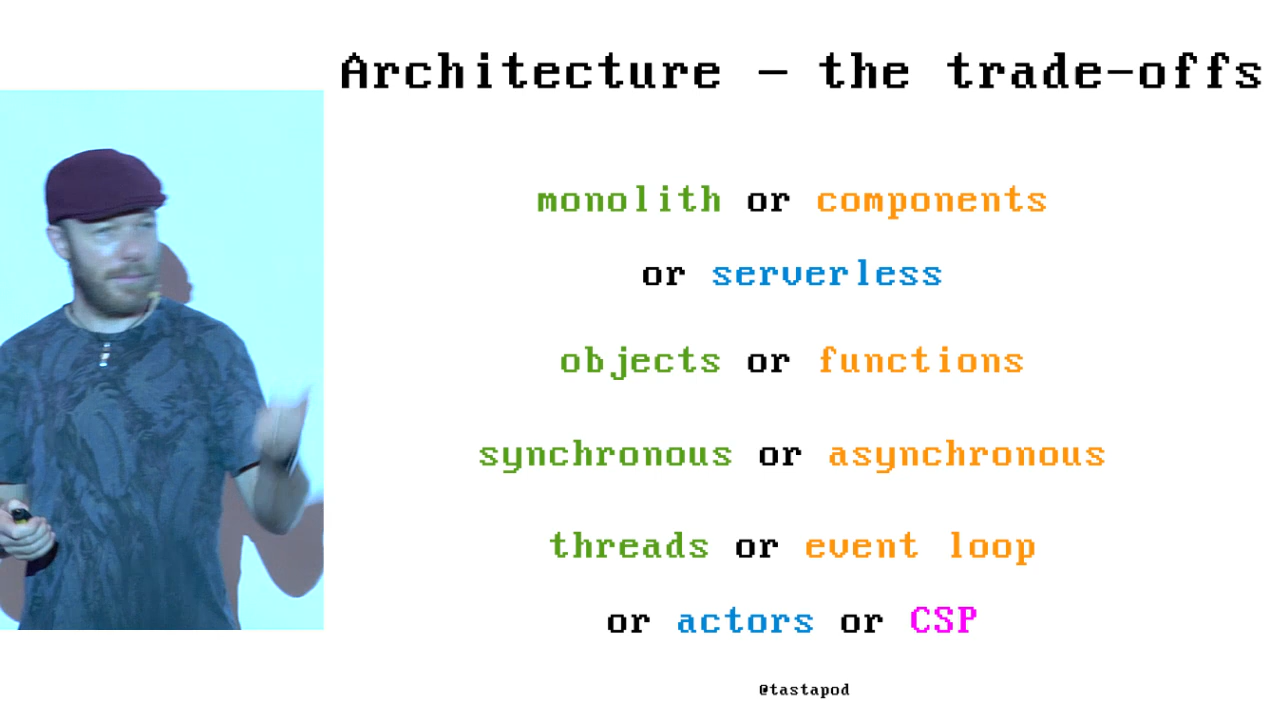 Architecture - the trade-offs
monolith or components
or serverless
objects or functions
synchronous or asynchronous
threads or event loop
or actors or CSP
@tastapod